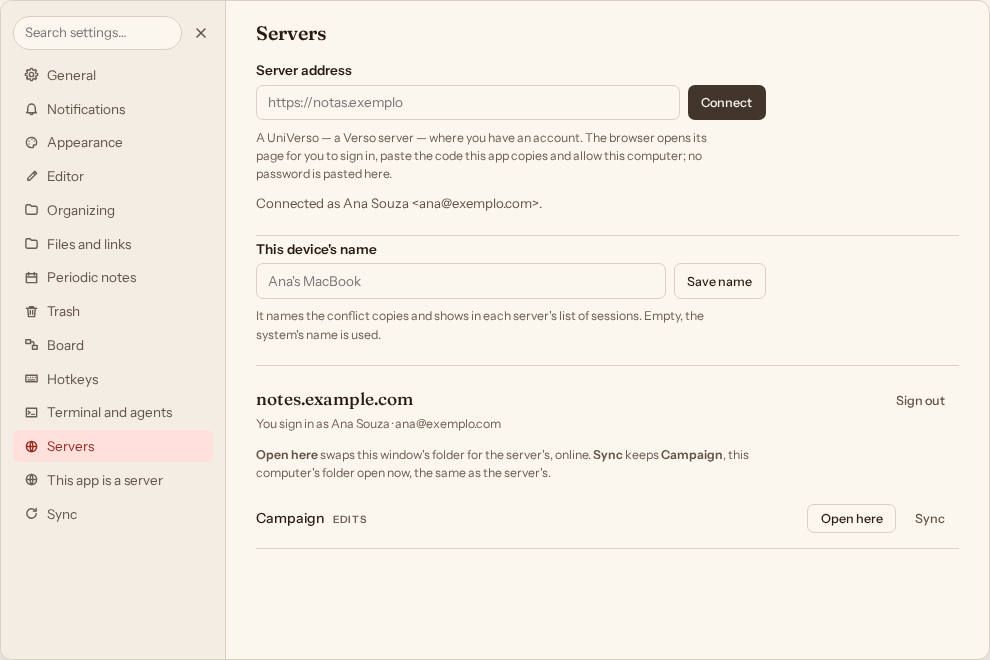 Search settings...
General
Notifications
Appearance
Editor
Organizing
Files and links
Periodic notes
Trash
Board
Hotkeys
Terminal and agents
Servers
This app is a server
Sync
Servers
Server address
https://notas.exemplo
Connect
A UniVerso — a Verso server — where you have an account. The browser opens its
page for you to sign in, paste the code this app copies and allow this computer; no
password is pasted here.
Connected as Ana Souza <ana@exemplo.com>.
This device's name
Ana's MacBook
Save name
It names the conflict copies and shows in each server's list of sessions. Empty, the
system's name is used.
notes.example.com
Sign out
You sign in as Ana Souza · ana@exemplo.com
Open here swaps this window's folder for the server's, online. Sync keeps Campaign, this
computer's folder open now, the same as the server's.
Campaign EDITS
Open here
Sync